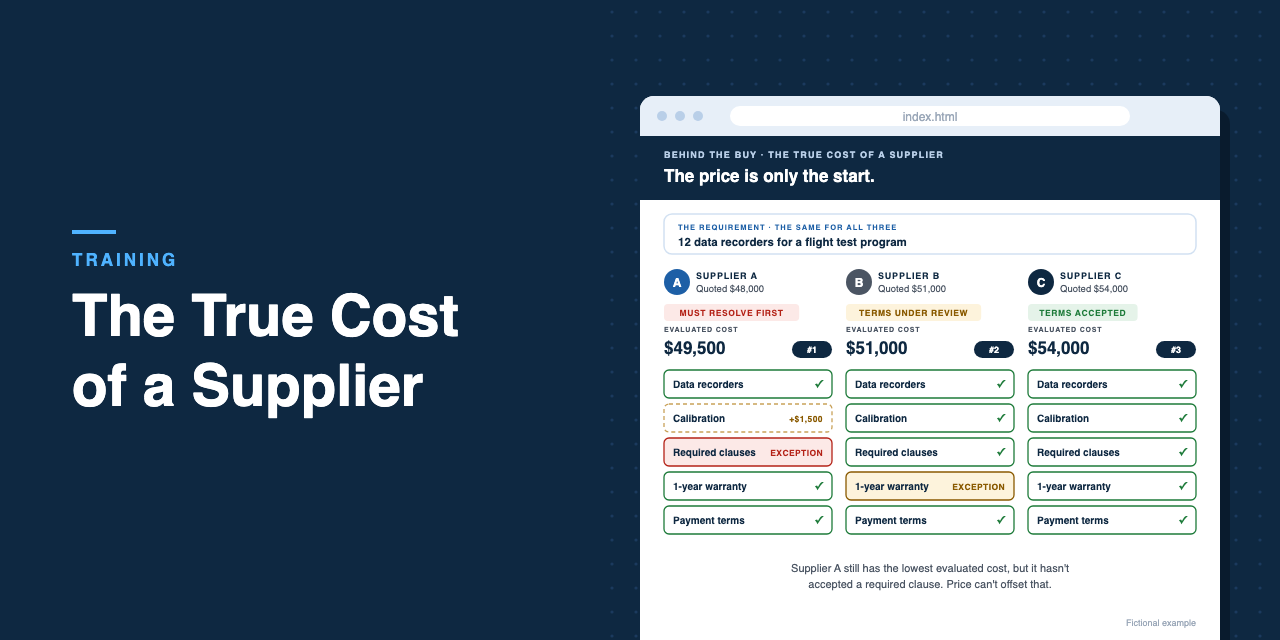 TRAINING
The True Cost
of a Supplier
index.html
BEHIND THE BUY · THE TRUE COST OF A SUPPLIER
The price is only the start.
THE REQUIREMENT · THE SAME FOR ALL THREE
12 data recorders for a flight test program
A
SUPPLIER A
Quoted $48,000
MUST RESOLVE FIRST
EVALUATED COST
$49,500
#1
Data recorders ✓
Calibration +$1,500
Required clauses EXCEPTION
1-year warranty ✓
Payment terms ✓
B
SUPPLIER B
Quoted $51,000
TERMS UNDER REVIEW
EVALUATED COST
$51,000
#2
Data recorders ✓
Calibration ✓
Required clauses ✓
1-year warranty EXCEPTION
Payment terms ✓
C
SUPPLIER C
Quoted $54,000
TERMS ACCEPTED
EVALUATED COST
$54,000
#3
Data recorders ✓
Calibration ✓
Required clauses ✓
1-year warranty ✓
Payment terms ✓
Supplier A still has the lowest evaluated cost, but it hasn't
accepted a required clause. Price can't offset that.
Fictional example